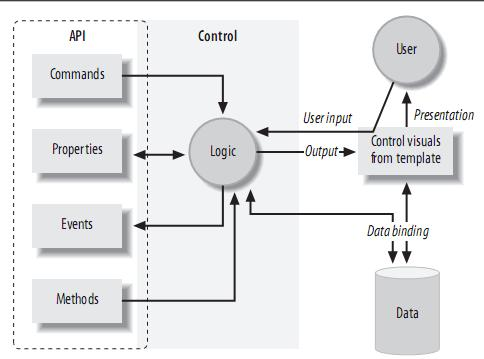 API
Control
User
Commands
User input
Presentation
Properties
Logic
Output
Control visuals
from template
Events
Data binding
Methods
Data